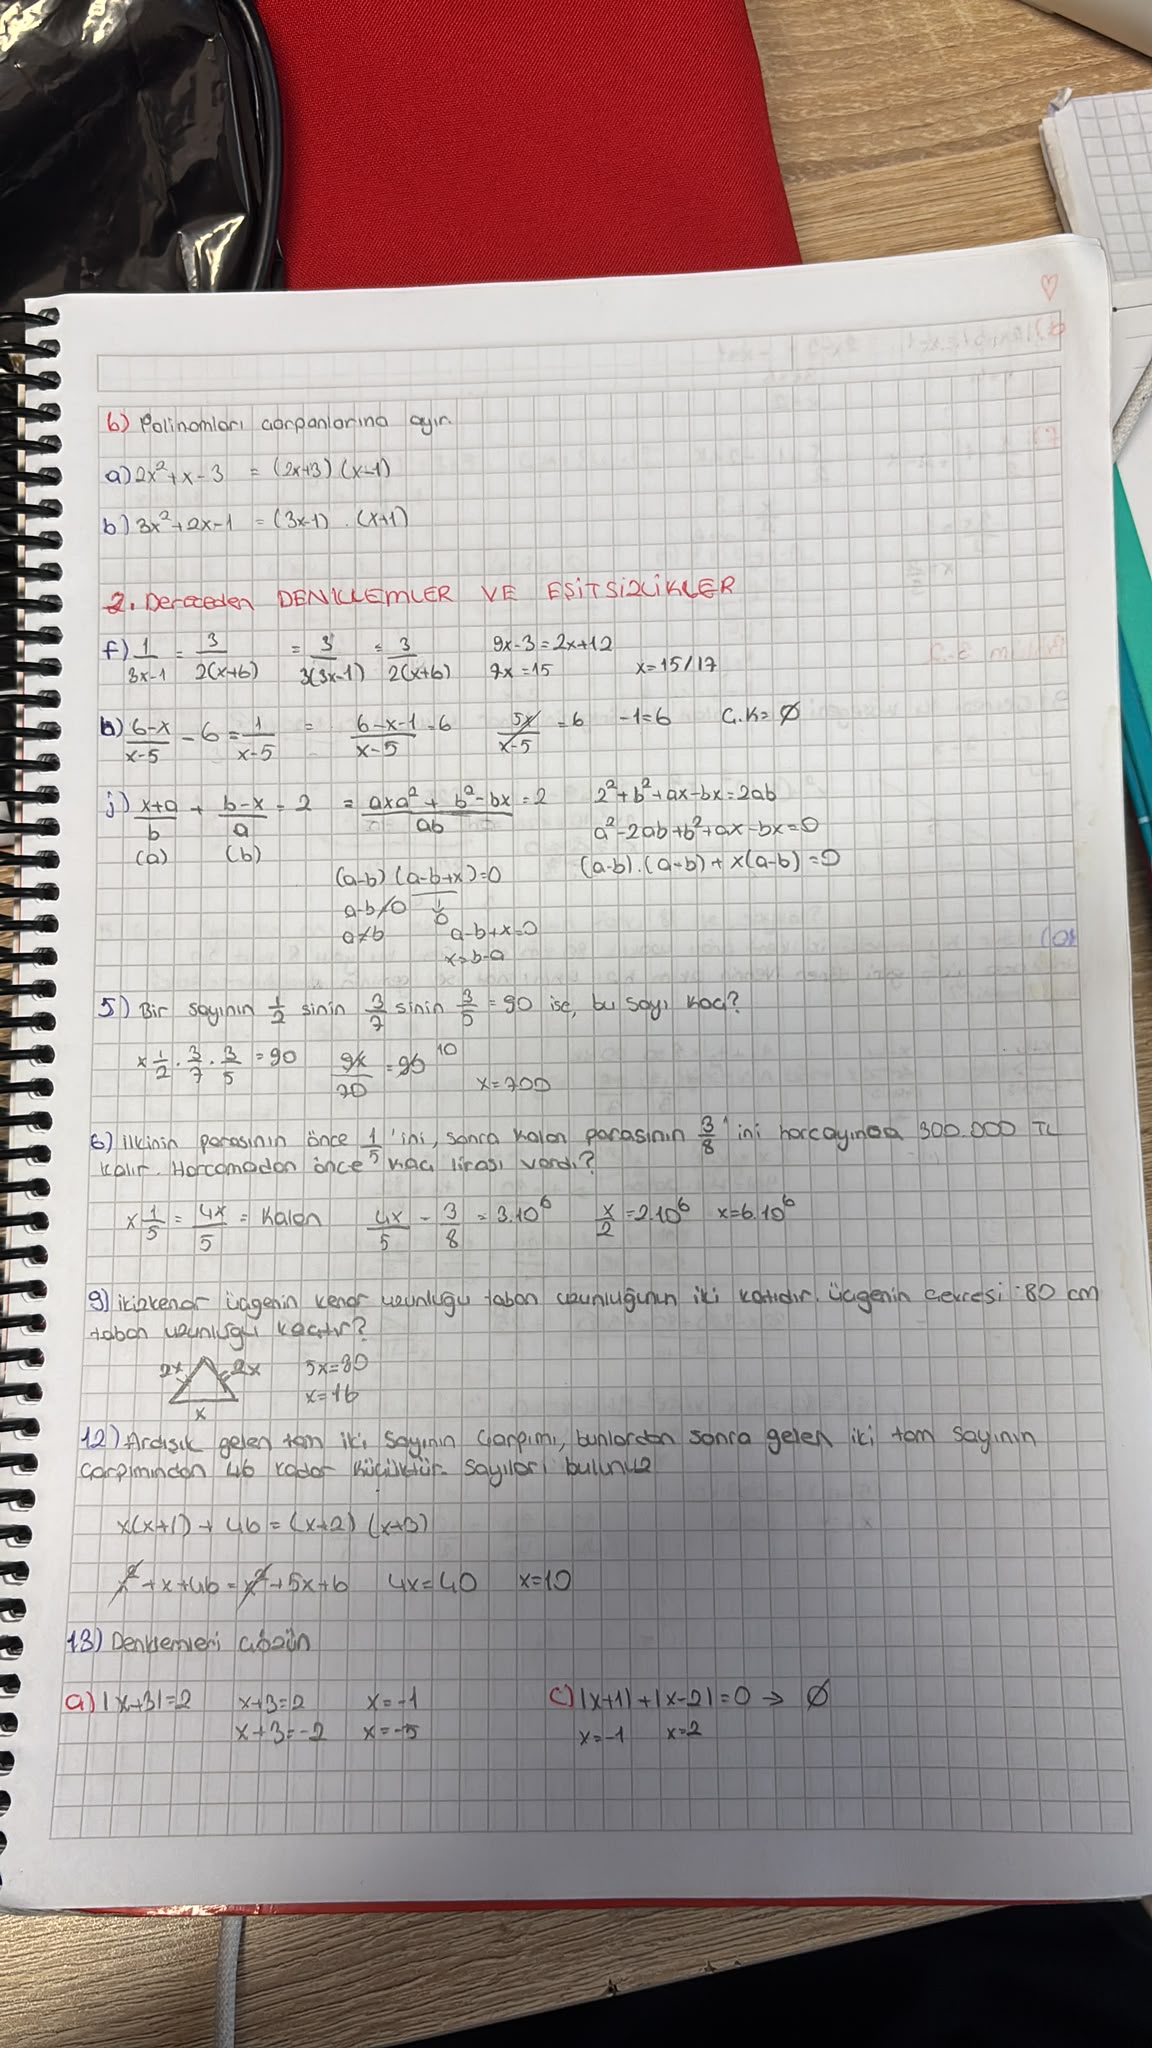 ♡
6) Polinomları çarpanlarına ayır.
a) 2x²+x-3 = (2x+3) (x-1)
b) 3x²+2x-1 = (3x-1) . (x+1)
2. Dereceden DENKLEMLER VE EŞİTSİZLİKLER
f) 1/3x-1 = 3/2(x+6) = 3/3(3x-1) = 3/2(x+6) 9x-3=2x+12
7x=15 x=15/17
h) 6-x/x-5 - 6 = 1/x-5 = 6-x-1/x-5 = 6 5x/x-5 = 6 -1=6 Ç.K= ∅
j) x+a/b + b-x/a = 2 = axa²+b²-bx/ab = 2 2²+b²+ax-bx=2ab
(a) (b) a²-2ab+b²+ax-bx=0
(a-b).(a-b)+x(a-b)=0
(a-b)(a-b+x)=0
a-b≠0 0
a≠b a-b+x=0
x=b-a
5) Bir sayının 1/2 sinin 3/7 sinin 3/5 = 90 ise, bu sayı kaç?
x 1/2 . 3/7 . 3/5 = 90 9x/70 = 90 10 x=700
6) ilkinin parasının önce 1/5 'ini, sonra kalan parasının 3/8 'ini harcayınca 300.000 TL
kalır. Harcamadan önce kaç lirası vardı?
x 1/5 = 4x/5 = Kalan 4x/5 - 3/8 = 3.10⁶ x/2 = 2.10⁶ x=6.10⁶
9) ikizkenar üçgenin kenar uzunluğu taban uzunluğunun iki katıdır. Üçgenin çevresi 80 cm
taban uzunluğu kaçtır?
2x 2x 5x=80
x x=16
12) Ardışık gelen tam iki sayının çarpımı, bunlardan sonra gelen iki tam sayının
çarpımından 46 kadar küçüktür. Sayıları bulunuz
x(x+1) + 46 = (x+2) (x+3)
x²+x+46 = x²+5x+6 4x=40 x=10
13) Denklemleri çözün
a) |x+3|=2 x+3=2 x=-1 c) |x+1|+|x-2|=0 → ∅
x+3=-2 x=-5 x=-1 x=2